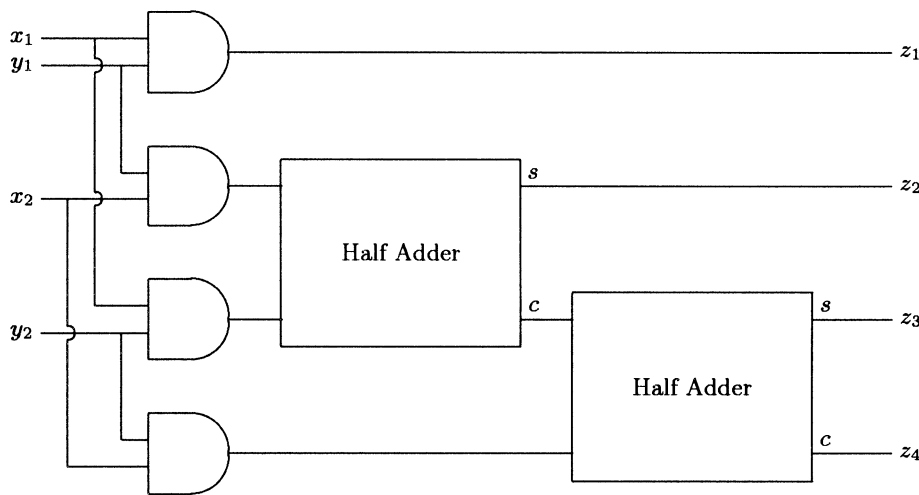 x₁
y₁
z₁
x₂
s
z₂
Half Adder
y₂
c
s
z₃
Half Adder
c
z₄